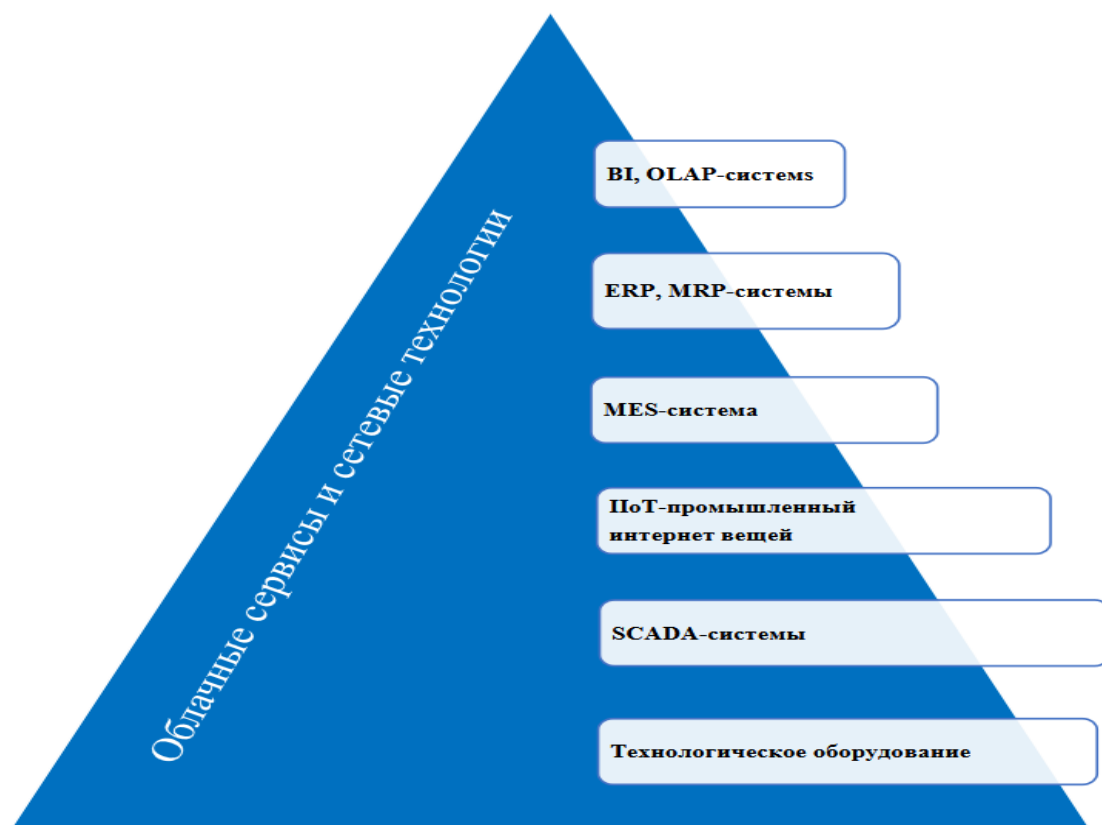 Облачные сервисы и сетевые технологии
BI, OLAP-системs
ERP, MRP-системы
MES-система
IIoT-промышленный
интернет вещей
SCADA-системы
Технологическое оборудование